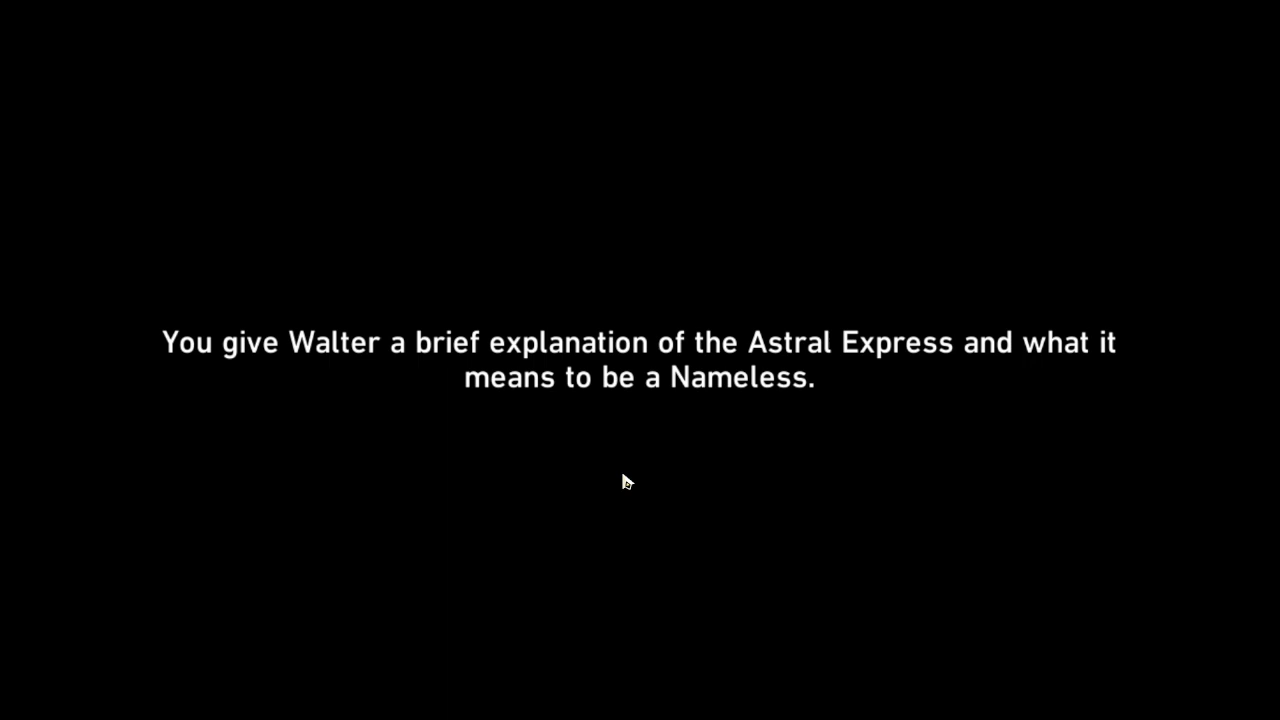 You give Walter a brief explanation of the Astral Express and what it
means to be a Nameless.